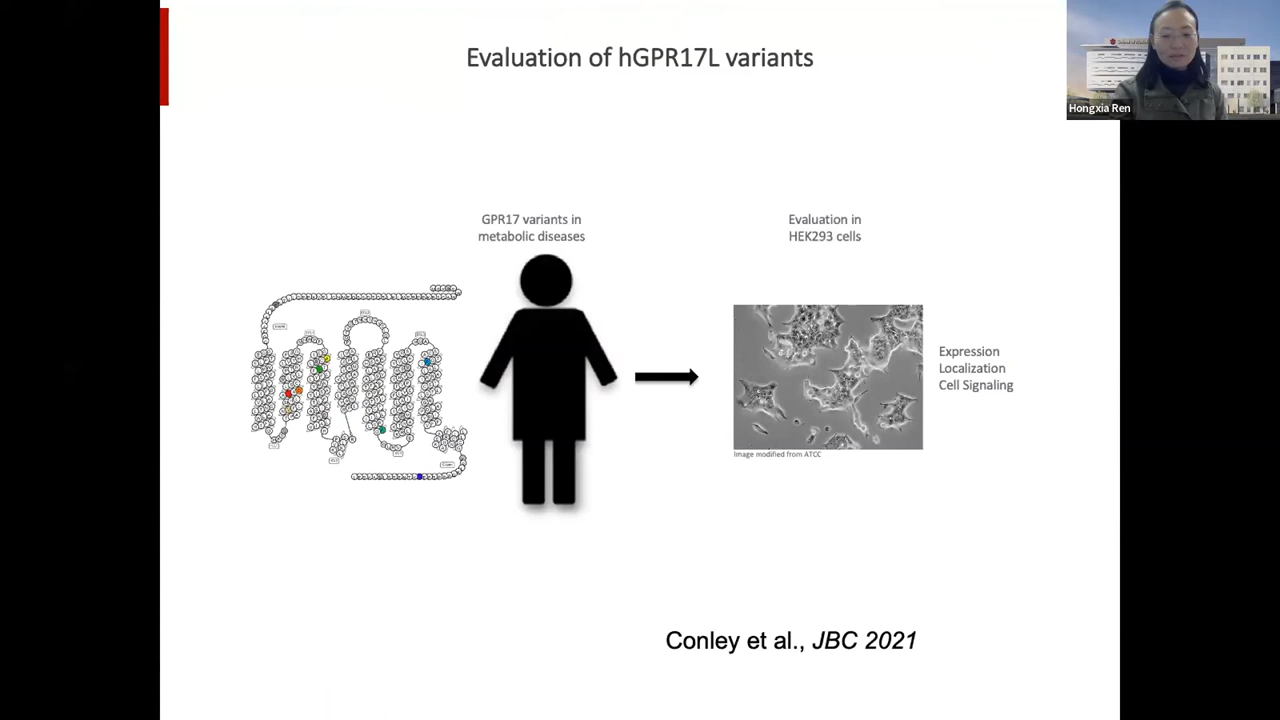 Evaluation of hGPR17L variants
Hongxia Ren
GPR17 variants in
metabolic diseases
Evaluation in
HEK293 cells
Expression
Localization
Cell Signaling
Image modified from ATCC
Conley et al., JBC 2021